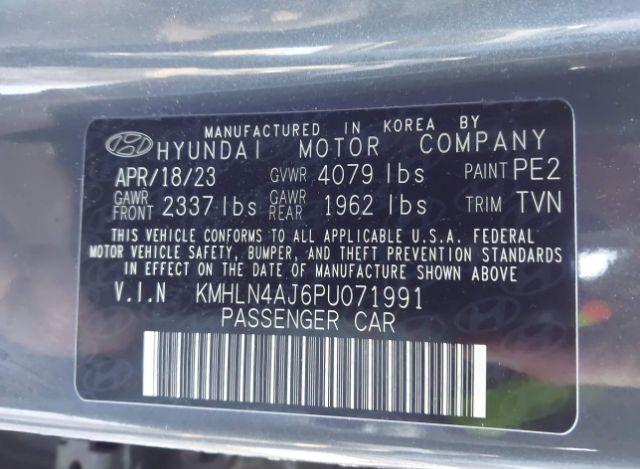 MANUFACTURED IN KOREA BY
HYUNDAI MOTOR COMPANY
APR/18/23 GVWR 4079 lbs PAINT PE2
GAWR FRONT 2337 lbs GAWR REAR 1962 lbs TRIM TVN
THIS VEHICLE CONFORMS TO ALL APPLICABLE U.S.A. FEDERAL
MOTOR VEHICLE SAFETY, BUMPER, AND THEFT PREVENTION STANDARDS
IN EFFECT ON THE DATE OF MANUFACTURE SHOWN ABOVE
V.I.N KMHLN4AJ6PU071991
PASSENGER CAR